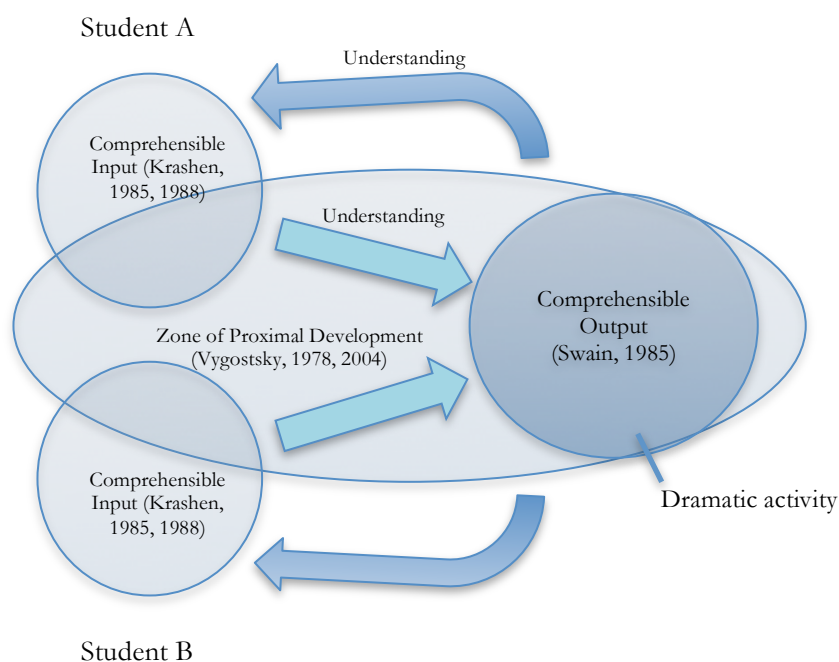 Student A
Understanding
Comprehensible
Input (Krashen,
1985, 1988)
Understanding
Comprehensible
Output
(Swain, 1985)
Zone of Proximal Development
(Vygostsky, 1978, 2004)
Comprehensible
Input (Krashen,
1985, 1988)
Dramatic activity
Student B